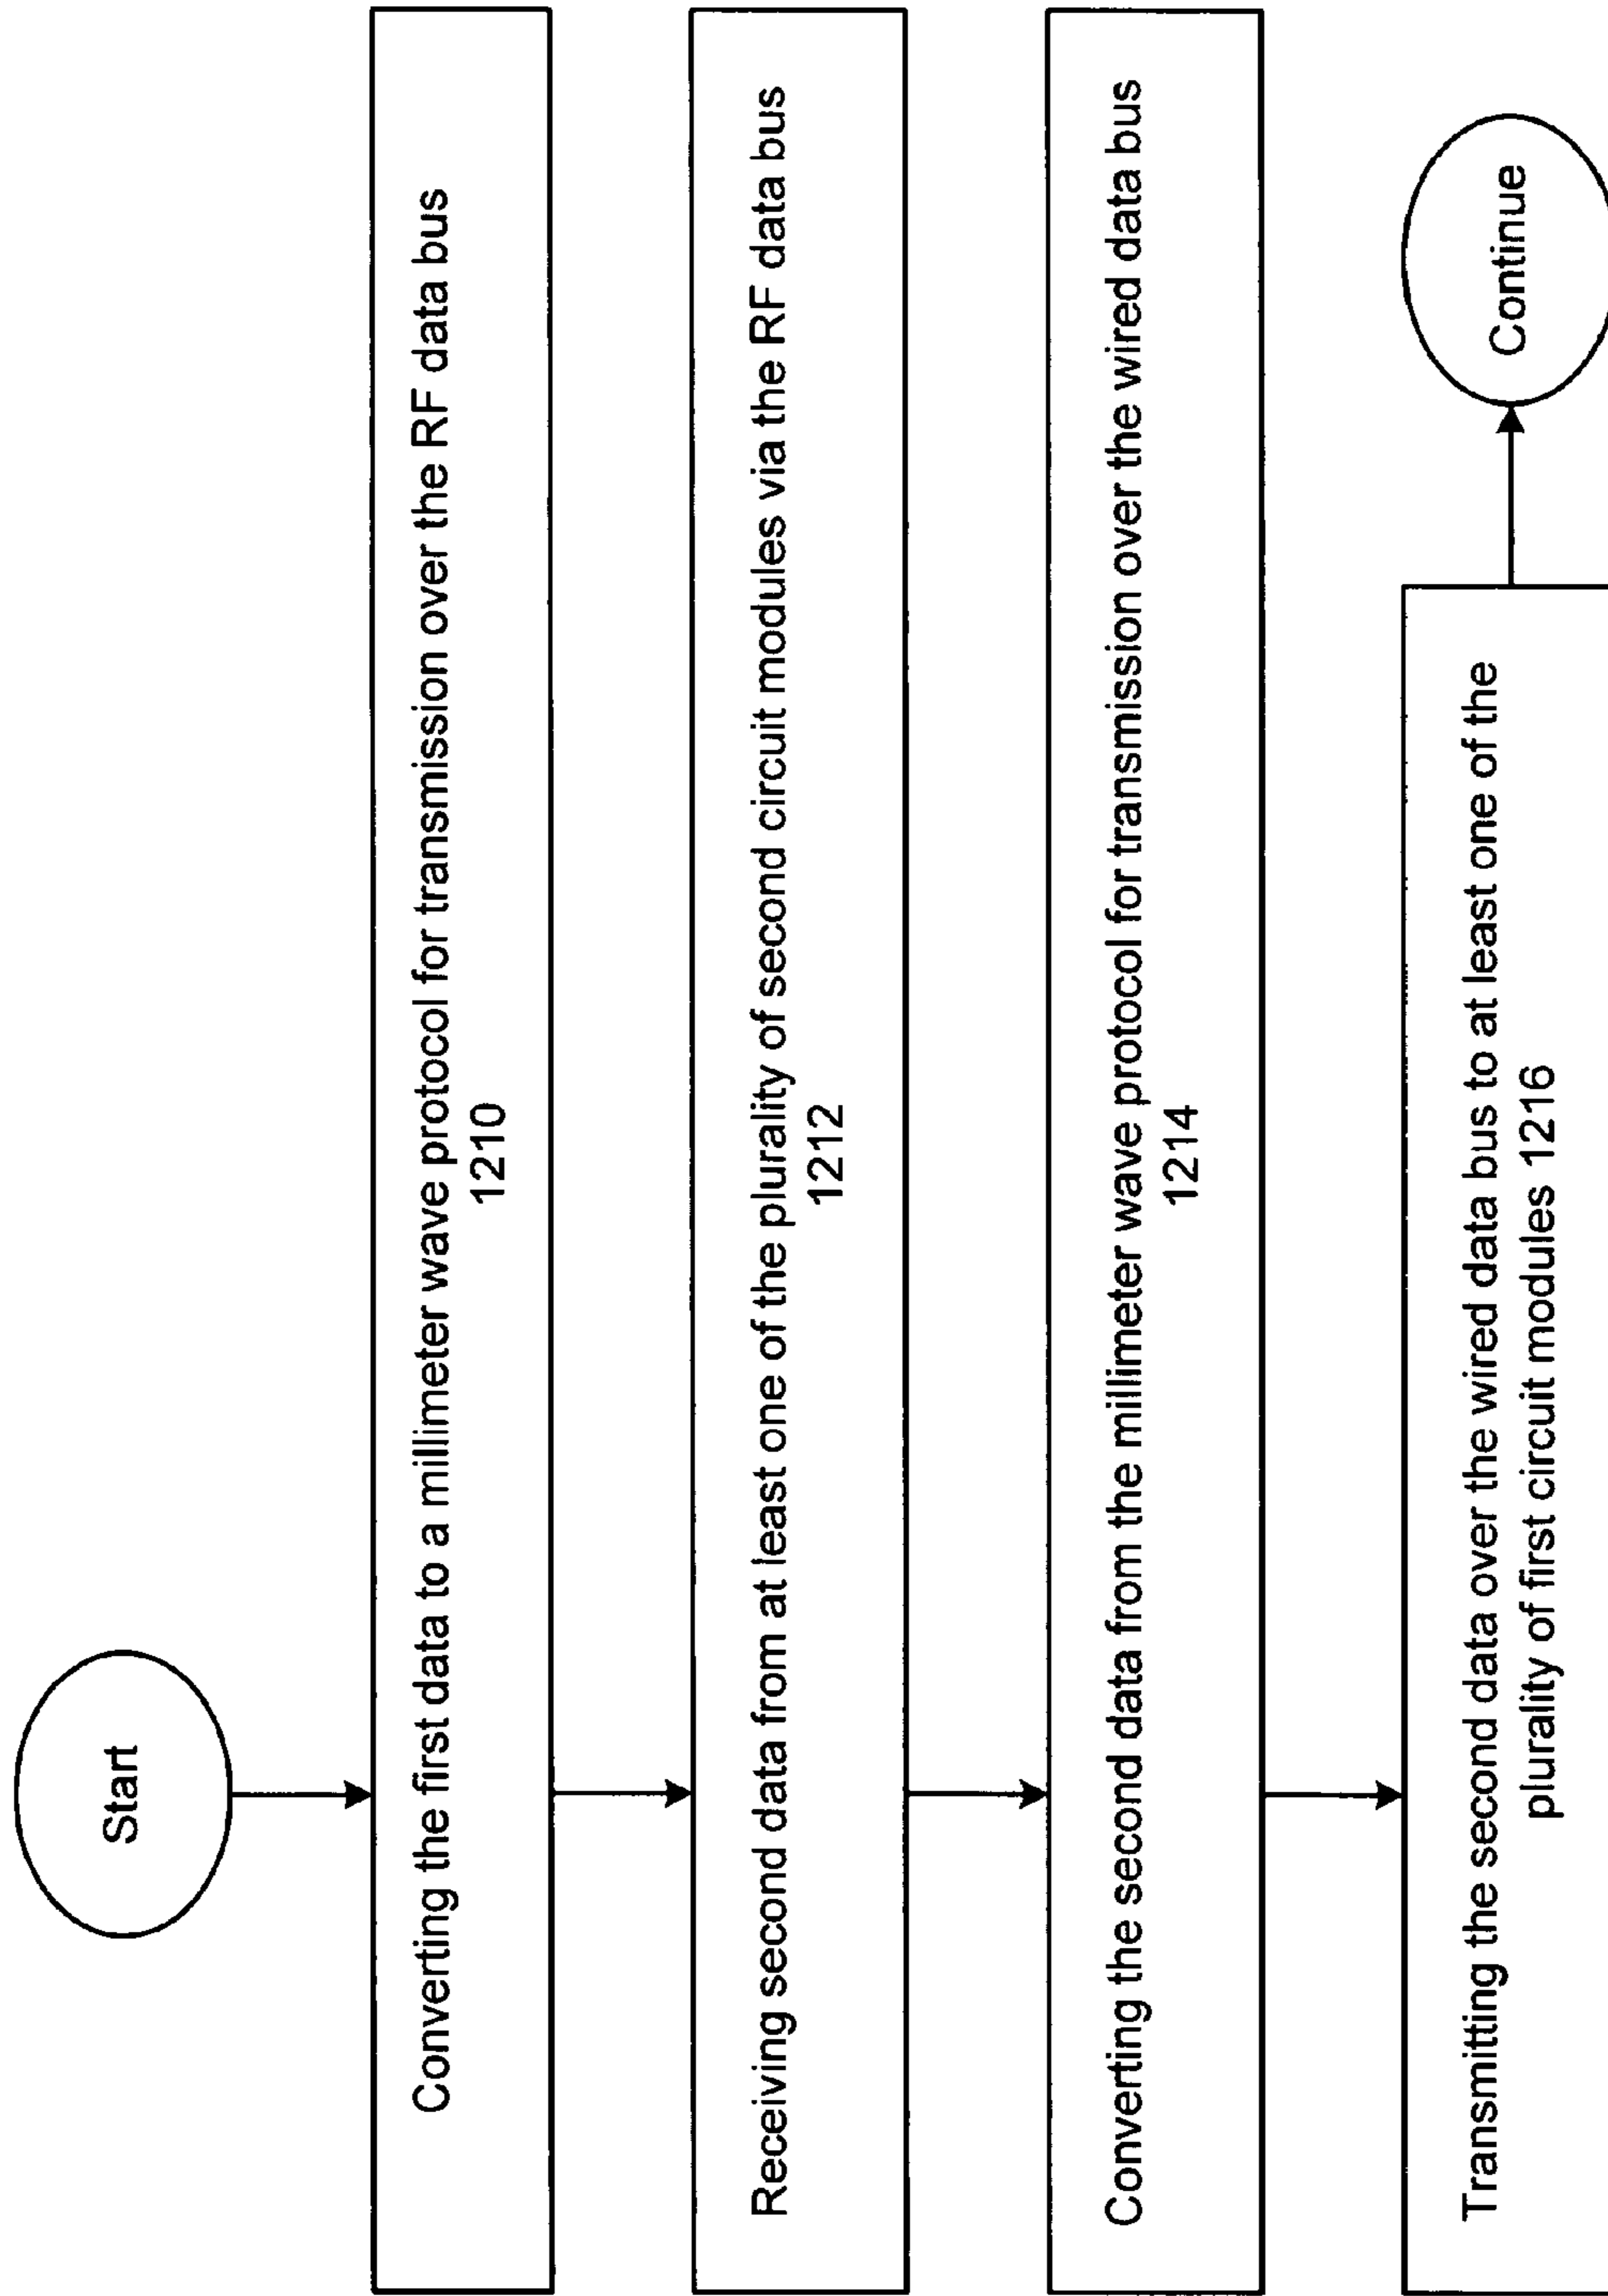 Start
Converting the first data to a millimeter wave protocol for transmission over the RF data bus
1210
Receiving second data from at least one of the plurality of second circuit modules via the RF data bus
1212
Converting the second data from the millimeter wave protocol for transmission over the wired data bus
1214
Transmitting the second data over the wired data bus to at least one of the
plurality of first circuit modules 1216
Continue